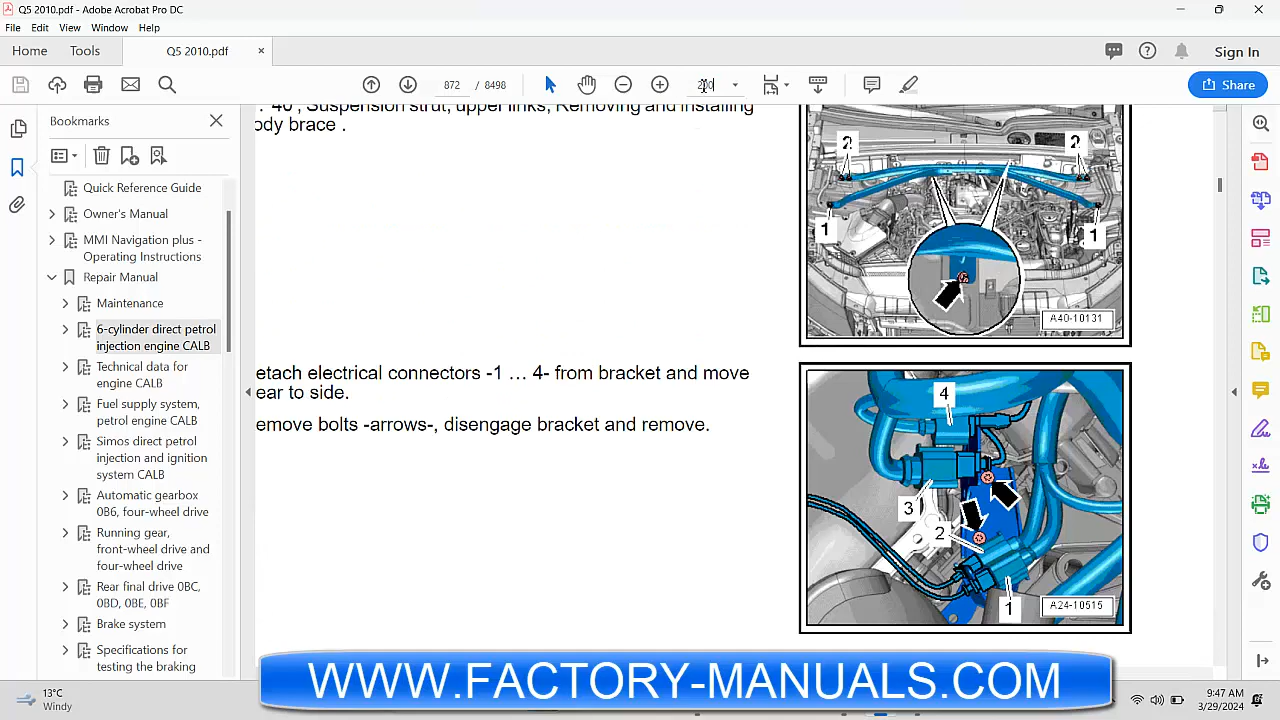 Q5 2010.pdf - Adobe Acrobat Pro DC
File Edit View Window Help
Home Tools Q5 2010.pdf × Sign In
872 / 8498 200 Share
Bookmarks
Quick Reference Guide
Owner's Manual
MMI Navigation plus -
Operating Instructions
Repair Manual
Maintenance
6-cylinder direct petrol
injection engine CALB
Technical data for
engine CALB
Fuel supply system,
petrol engine CALB
Simos direct petrol
injection and ignition
system CALB
Automatic gearbox
0B6, four-wheel drive
Running gear,
front-wheel drive and
four-wheel drive
Rear final drive 0BC,
0BD, 0BE, 0BF
Brake system
Specifications for
testing the braking
. 40 , Suspension strut, upper links; Removing and installing
ody brace .
2 2
1 1
A40-10131
etach electrical connectors -1 … 4- from bracket and move
ear to side.
emove bolts -arrows-, disengage bracket and remove.
4
3
2
1
A24-10515
WWW.FACTORY-MANUALS.COM
13°C
Windy
9:47 AM
3/29/2024